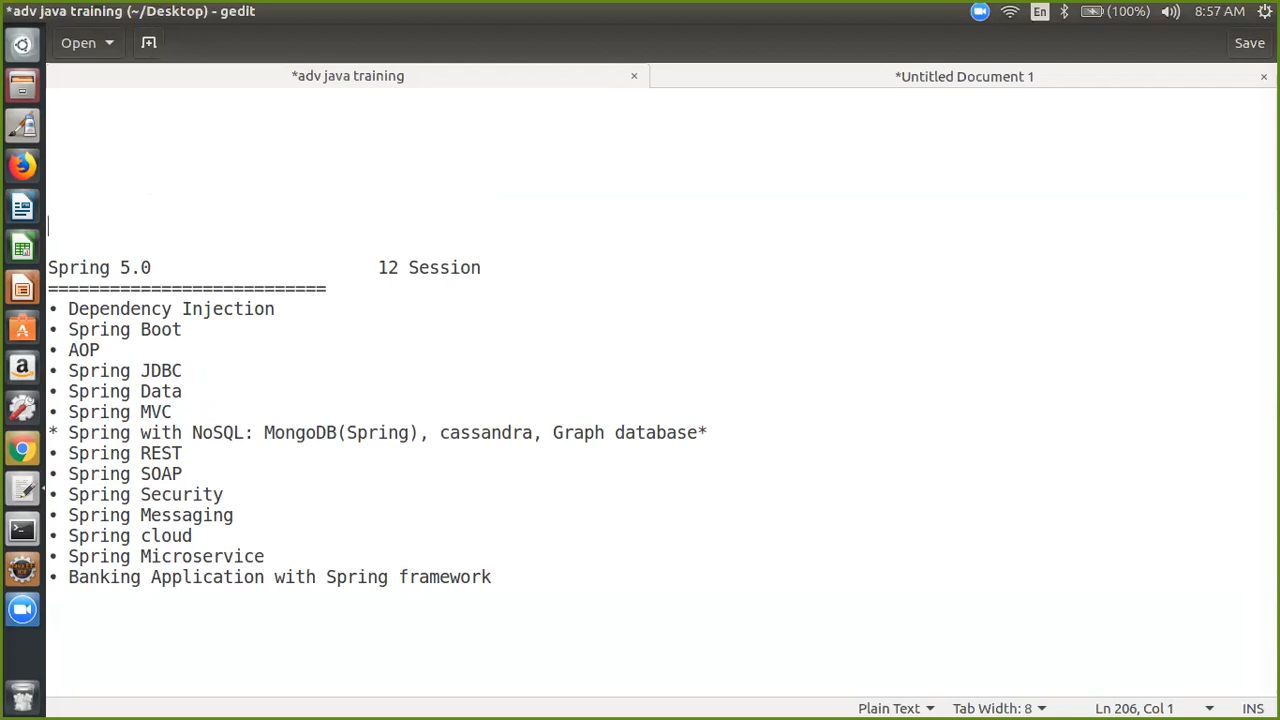 *adv java training (~/Desktop) - gedit
En
(100%)
8:57 AM
Open
Save
*adv java training ×
*Untitled Document 1 ×
Spring 5.0 12 Session
===========================
• Dependency Injection
• Spring Boot
• AOP
• Spring JDBC
• Spring Data
• Spring MVC
* Spring with NoSQL: MongoDB(Spring), cassandra, Graph database*
• Spring REST
• Spring SOAP
• Spring Security
• Spring Messaging
• Spring cloud
• Spring Microservice
• Banking Application with Spring framework
Plain Text
Tab Width: 8
Ln 206, Col 1
INS